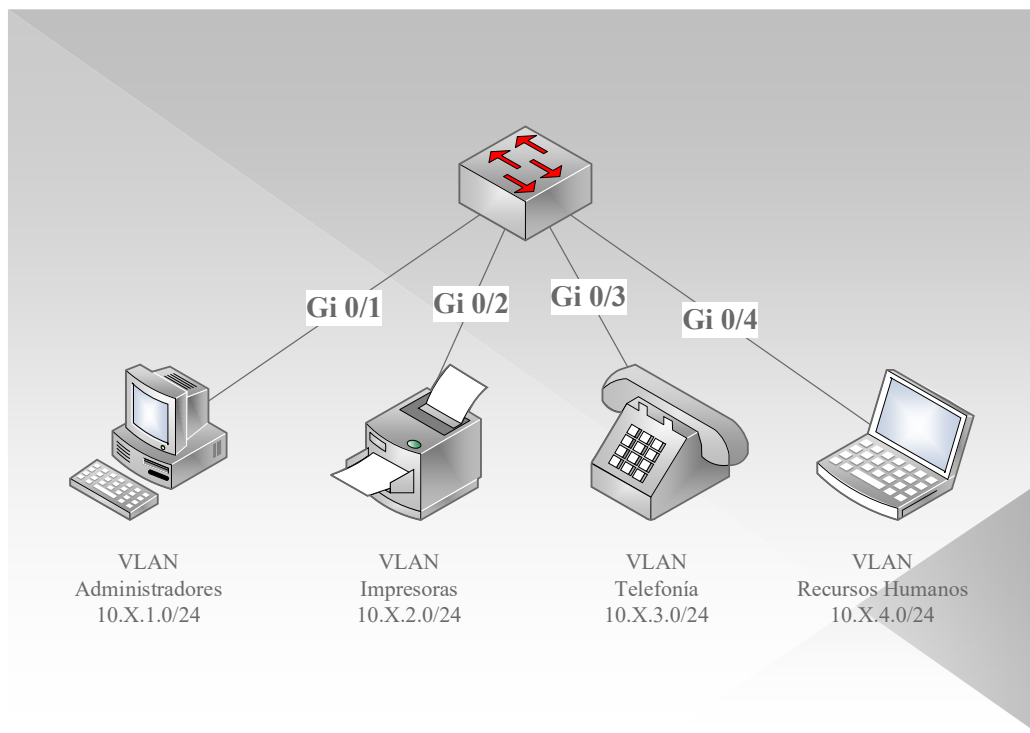 Gi 0/1
Gi 0/2
Gi 0/3
Gi 0/4
VLAN
Administradores
10.X.1.0/24
VLAN
Impresoras
10.X.2.0/24
VLAN
Telefonía
10.X.3.0/24
VLAN
Recursos Humanos
10.X.4.0/24